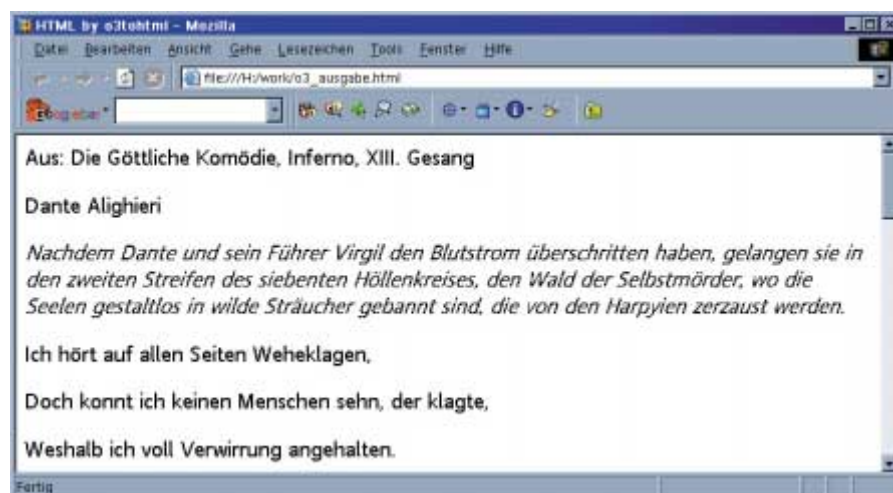 HTML by o3tohtml - Mozilla
Datei Bearbeiten Ansicht Gehe Lesezeichen Tools Fenster Hilfe
file:///H:/work/o3_ausgabe.html
Aus: Die Göttliche Komödie, Inferno, XIII. Gesang
Dante Alighieri
Nachdem Dante und sein Führer Virgil den Blutstrom überschritten haben, gelangen sie in
den zweiten Streifen des siebenten Höllenkreises, den Wald der Selbstmörder, wo die
Seelen gestaltlos in wilde Sträucher gebannt sind, die von den Harpyien zerzaust werden.
Ich hört auf allen Seiten Weheklagen,
Doch konnt ich keinen Menschen sehn, der klagte,
Weshalb ich voll Verwirrung angehalten.
Fertig